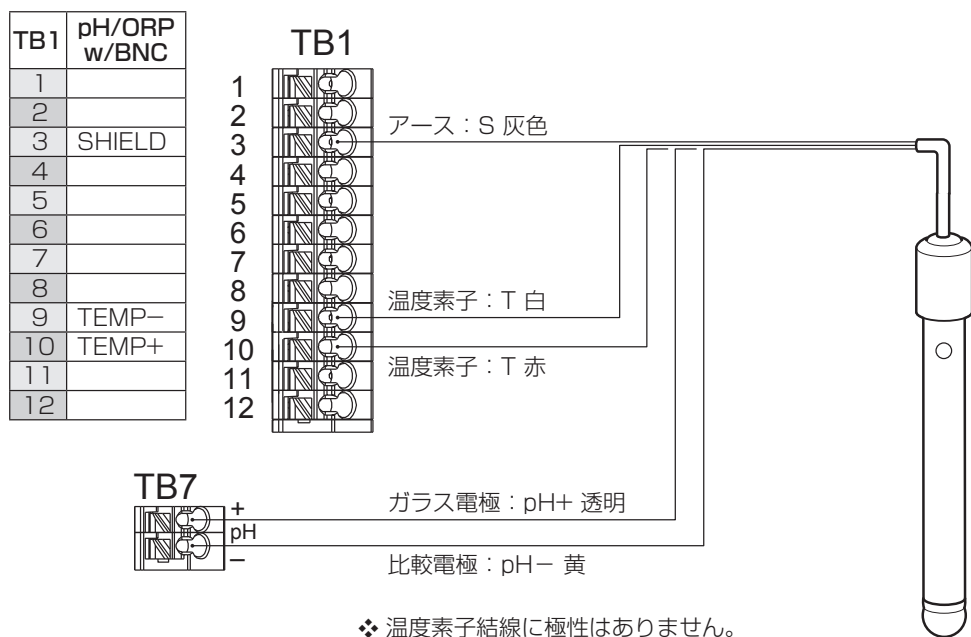 TB1 pH/ORP w/BNC
1
2
3 SHIELD
4
5
6
7
8
9 TEMP−
10 TEMP+
11
12
TB1
1
2
3
4
5
6
7
8
9
10
11
12
アース：S 灰色
温度素子：T 白
温度素子：T 赤
TB7
+
pH
−
ガラス電極：pH+ 透明
比較電極：pH− 黄
❖ 温度素子結線に極性はありません。